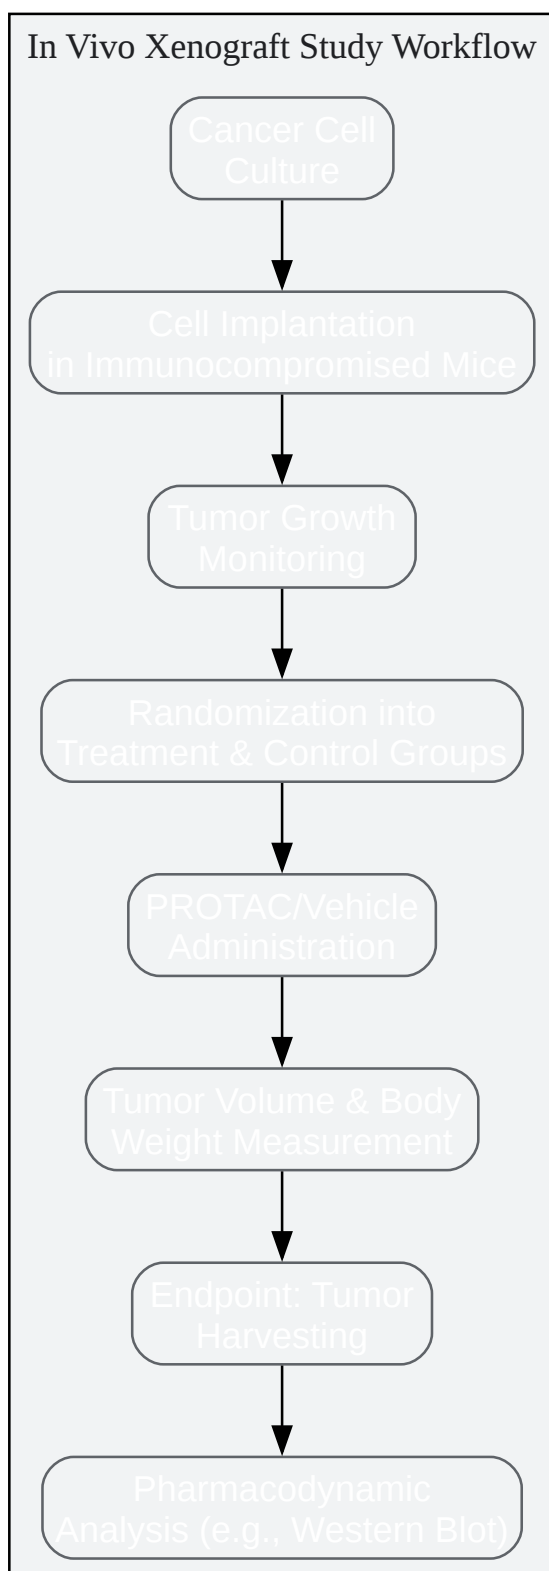 In Vivo Xenograft Study Workflow
Cancer Cell
Culture
Cell Implantation
in Immunocompromised Mice
Tumor Growth
Monitoring
Randomization into
Treatment & Control Groups
PROTAC/Vehicle
Administration
Tumor Volume & Body
Weight Measurement
Endpoint: Tumor
Harvesting
Pharmacodynamic
Analysis (e.g., Western Blot)